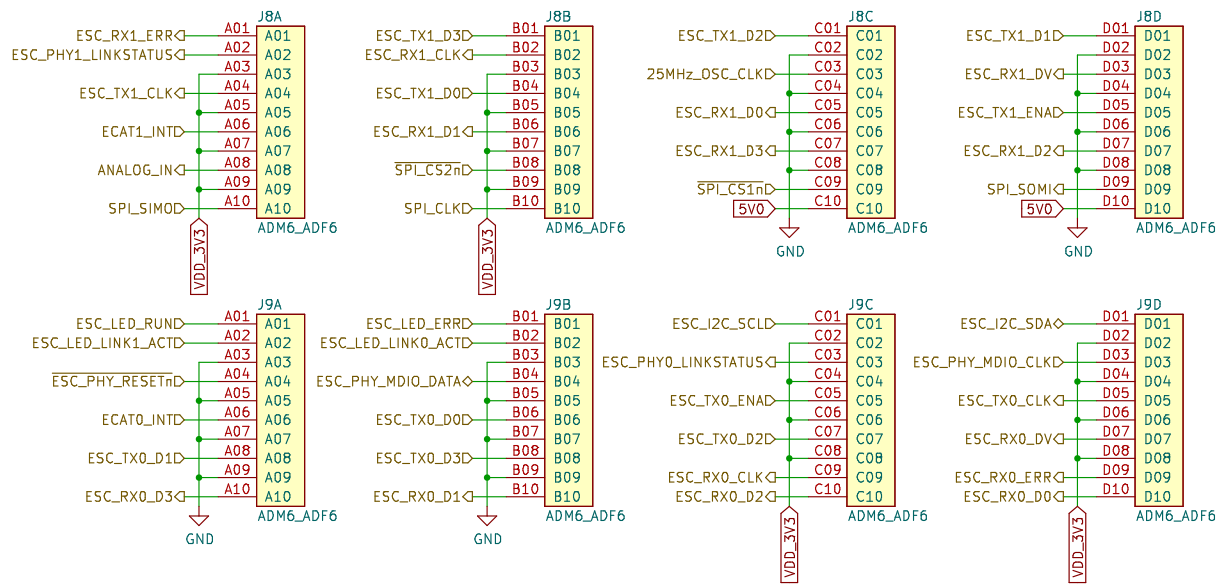 J8A
ESC_RX1_ERR A01 A01
ESC_PHY1_LINKSTATUS A02 A02
A03 A03
ESC_TX1_CLK A04 A04
A05 A05
ECAT1_INT A06 A06
A07 A07
ANALOG_IN A08 A08
A09 A09
SPI_SIMO A10 A10
ADM6_ADF6
VDD_3V3
J8B
ESC_TX1_D3 B01 B01
ESC_RX1_CLK B02 B02
B03 B03
ESC_TX1_D0 B04 B04
B05 B05
ESC_RX1_D1 B06 B06
B07 B07
SPI_CS2n B08 B08
B09 B09
SPI_CLK B10 B10
ADM6_ADF6
VDD_3V3
J8C
ESC_TX1_D2 C01 C01
C02 C02
25MHz_OSC_CLK C03 C03
C04 C04
ESC_RX1_D0 C05 C05
C06 C06
ESC_RX1_D3 C07 C07
C08 C08
SPI_CS1n C09 C09
5V0 C10 C10
ADM6_ADF6
GND
J8D
ESC_TX1_D1 D01 D01
D02 D02
ESC_RX1_DV D03 D03
D04 D04
ESC_TX1_ENA D05 D05
D06 D06
ESC_RX1_D2 D07 D07
D08 D08
SPI_SOMI D09 D09
5V0 D10 D10
ADM6_ADF6
GND
J9A
ESC_LED_RUN A01 A01
ESC_LED_LINK1_ACT A02 A02
A03 A03
ESC_PHY_RESETn A04 A04
A05 A05
ECAT0_INT A06 A06
A07 A07
ESC_TX0_D1 A08 A08
A09 A09
ESC_RX0_D3 A10 A10
ADM6_ADF6
GND
J9B
ESC_LED_ERR B01 B01
ESC_LED_LINK0_ACT B02 B02
B03 B03
ESC_PHY_MDIO_DATA B04 B04
B05 B05
ESC_TX0_D0 B06 B06
B07 B07
ESC_TX0_D3 B08 B08
B09 B09
ESC_RX0_D1 B10 B10
ADM6_ADF6
GND
J9C
ESC_I2C_SCL C01 C01
C02 C02
ESC_PHY0_LINKSTATUS C03 C03
C04 C04
ESC_TX0_ENA C05 C05
C06 C06
ESC_TX0_D2 C07 C07
C08 C08
ESC_RX0_CLK C09 C09
ESC_RX0_D2 C10 C10
ADM6_ADF6
VDD_3V3
J9D
ESC_I2C_SDA D01 D01
D02 D02
ESC_PHY_MDIO_CLK D03 D03
D04 D04
ESC_TX0_CLK D05 D05
D06 D06
ESC_RX0_DV D07 D07
D08 D08
ESC_RX0_ERR D09 D09
ESC_RX0_D0 D10 D10
ADM6_ADF6
VDD_3V3